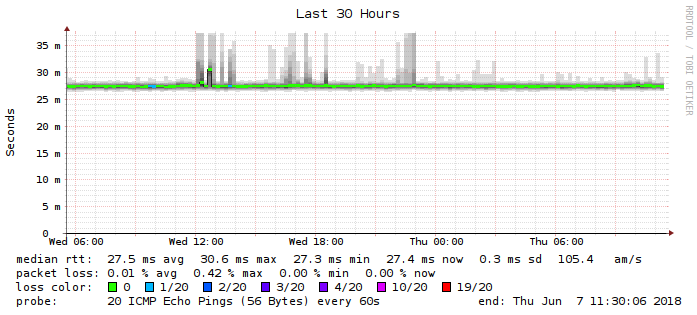 Last 30 Hours
RRDTOOL / TOBI OETIKER
Seconds
35 m
30 m
25 m
20 m
15 m
10 m
5 m
0
Wed 06:00 Wed 12:00 Wed 18:00 Thu 00:00 Thu 06:00
median rtt: 27.5 ms avg 30.6 ms max 27.3 ms min 27.4 ms now 0.3 ms sd 105.4 am/s
packet loss: 0.01 % avg 0.42 % max 0.00 % min 0.00 % now
loss color: 0 1/20 2/20 3/20 4/20 10/20 19/20
probe: 20 ICMP Echo Pings (56 Bytes) every 60s end: Thu Jun 7 11:30:06 2018